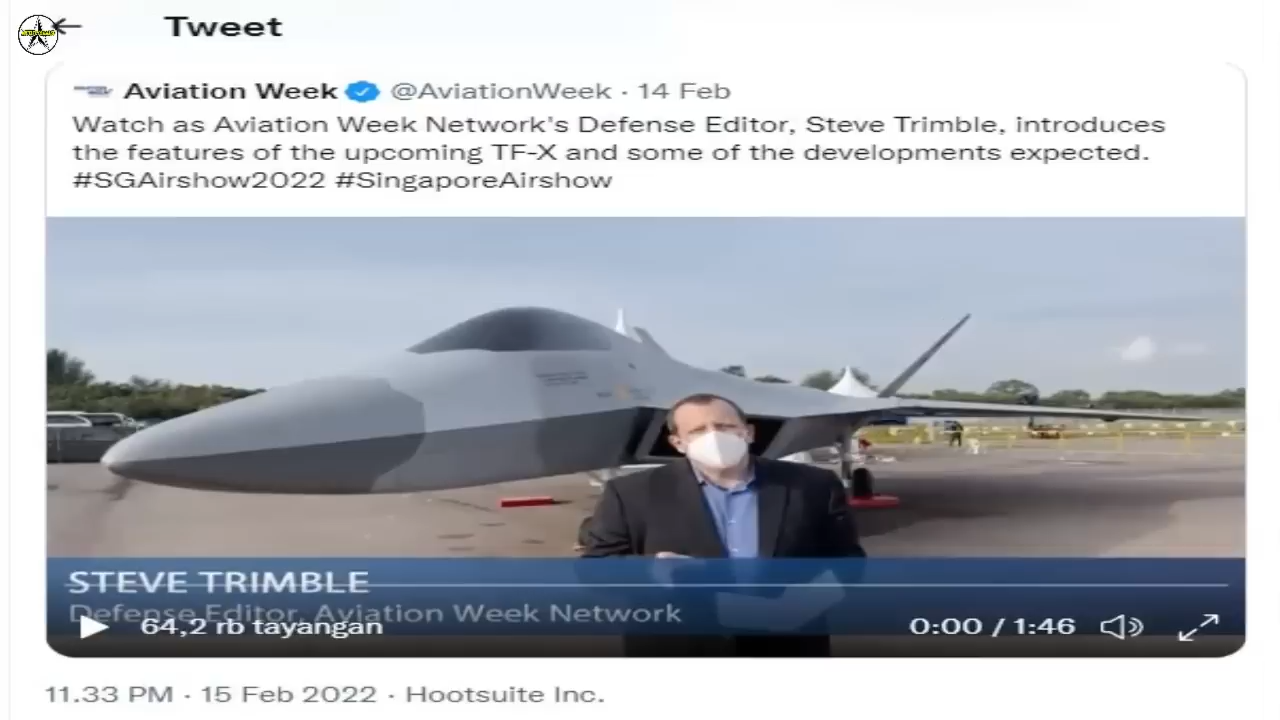 Tweet
Aviation Week @AviationWeek · 14 Feb
Watch as Aviation Week Network's Defense Editor, Steve Trimble, introduces
the features of the upcoming TF-X and some of the developments expected.
#SGAirshow2022 #SingaporeAirshow
STEVE TRIMBLE
Defense Editor, Aviation Week Network
64,2 rb tayangan
0:00 / 1:46
11.33 PM · 15 Feb 2022 · Hootsuite Inc.